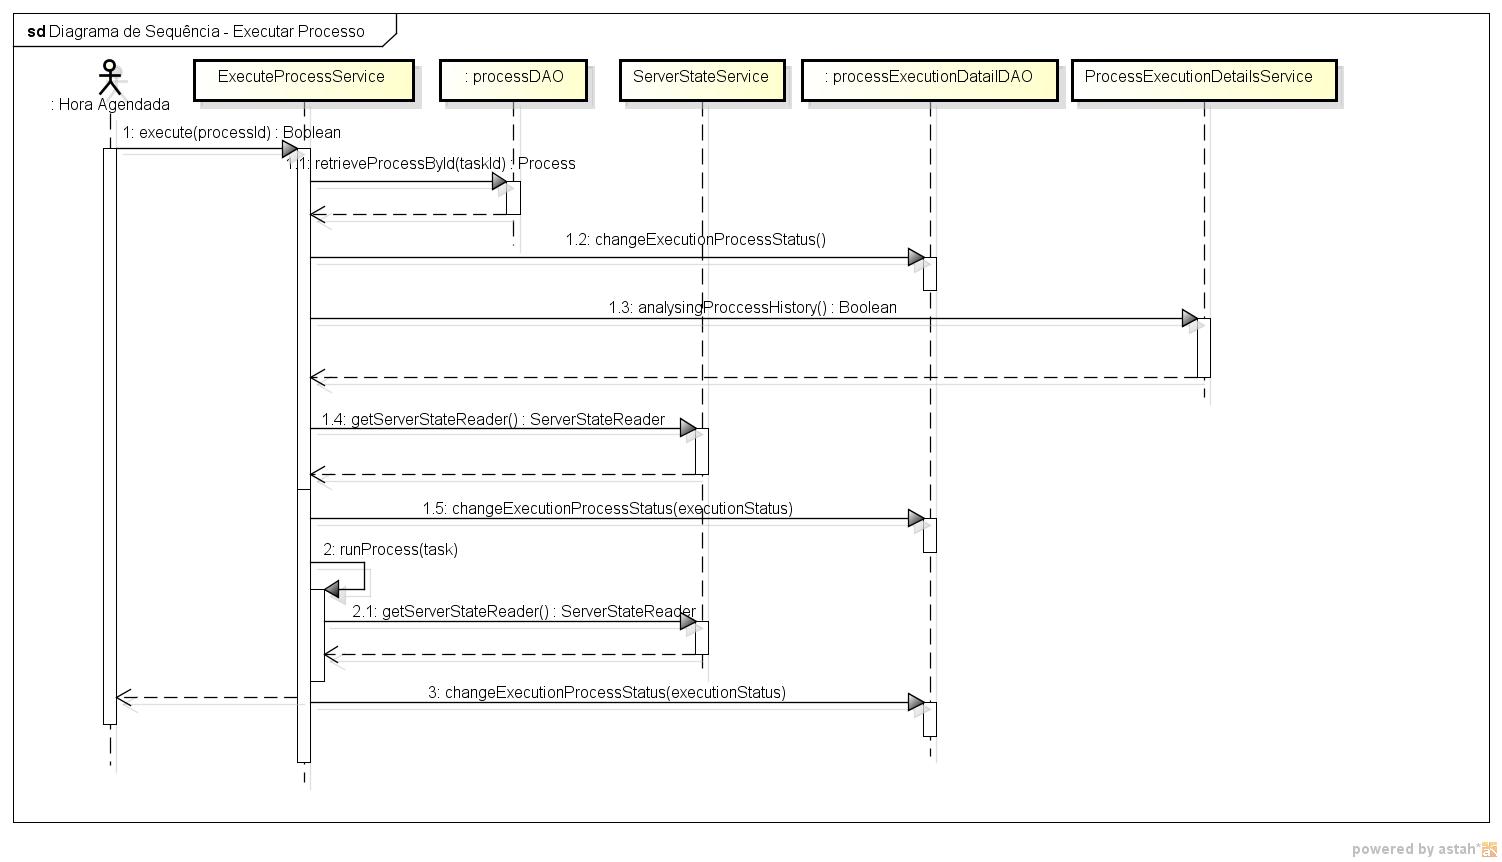 sd Diagrama de Sequência - Executar Processo
: Hora Agendada
ExecuteProcessService
: processDAO
ServerStateService
: processExecutionDatailDAO
ProcessExecutionDetailsService
1: execute(processId) : Boolean
1.1: retrieveProcessById(taskId) : Process
1.2: changeExecutionProcessStatus()
1.3: analysingProccessHistory() : Boolean
1.4: getServerStateReader() : ServerStateReader
1.5: changeExecutionProcessStatus(executionStatus)
2: runProcess(task)
2.1: getServerStateReader() : ServerStateReader
3: changeExecutionProcessStatus(executionStatus)
powered by astah*